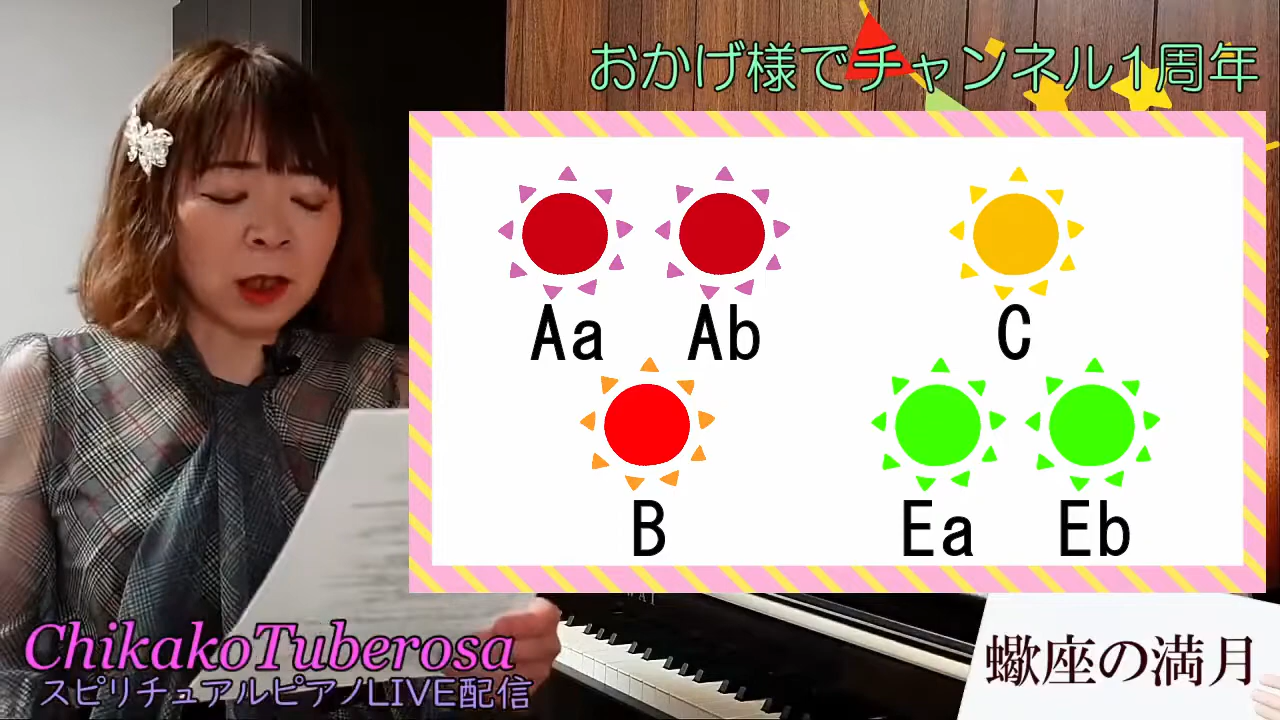 おかげ様でチャンネル1周年
Aa Ab C
B Ea Eb
ChikakoTuberosa
スピリチュアルピアノLIVE配信
蠍座の満月